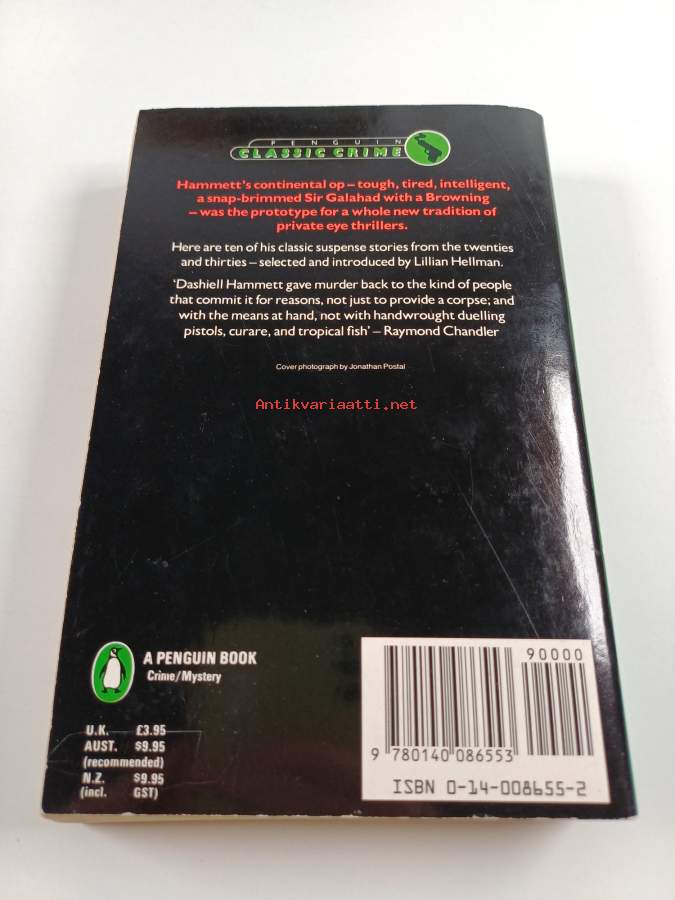 PENGUIN
CLASSIC CRIME
Hammett's continental op – tough, tired, intelligent,
a snap-brimmed Sir Galahad with a Browning
– was the prototype for a whole new tradition of
private eye thrillers.
Here are ten of his classic suspense stories from the twenties
and thirties – selected and introduced by Lillian Hellman.
'Dashiell Hammett gave murder back to the kind of people
that commit it for reasons, not just to provide a corpse; and
with the means at hand, not with handwrought duelling
pistols, curare, and tropical fish' – Raymond Chandler
Cover photograph by Jonathan Postal
Antikvariaatti.net
A PENGUIN BOOK
Crime/Mystery
U.K. £3.95
AUST. $9.95
(recommended)
N.Z. $9.95
(incl. GST)
90000
9 780140 086553
ISBN 0-14-008655-2